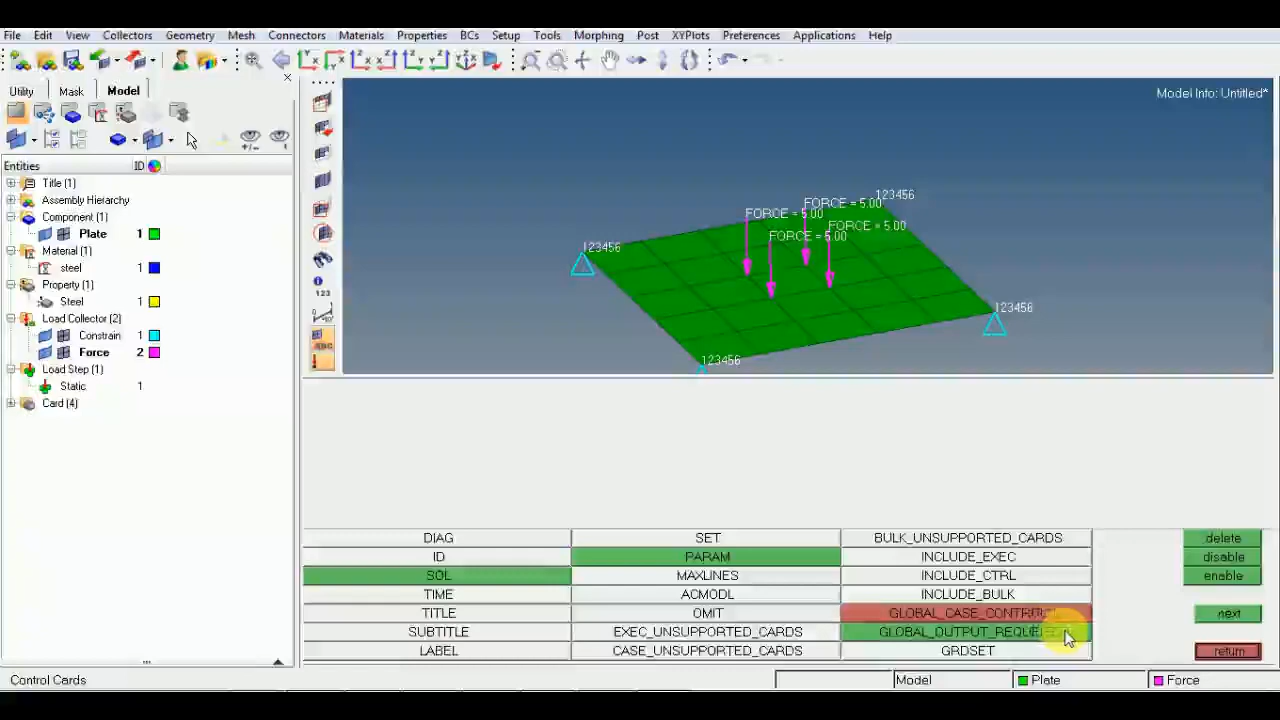 File Edit View Collectors Geometry Mesh Connectors Materials Properties BCs Setup Tools Morphing Post XYPlots Preferences Applications Help
Utility Mask Model
Model Info: Untitled*
Entities ID
Title (1)
Assembly Hierarchy
Component (1)
Plate 1
Material (1)
steel 1
Property (1)
Steel 1
Load Collector (2)
Constrain 1
Force 2
Load Step (1)
Static 1
Card (4)
123456
FORCE = 5.00
FORCE = 5.00
FORCE = 5.00
FORCE = 5.00
123456
123456
123456
123
ABC
DIAG SET BULK_UNSUPPORTED_CARDS delete
ID PARAM INCLUDE_EXEC disable
SOL MAXLINES INCLUDE_CTRL enable
TIME ACMODL INCLUDE_BULK
TITLE OMIT next
SUBTITLE EXEC_UNSUPPORTED_CARDS
LABEL CASE_UNSUPPORTED_CARDS GRDSET return
Control Cards Model Plate Force